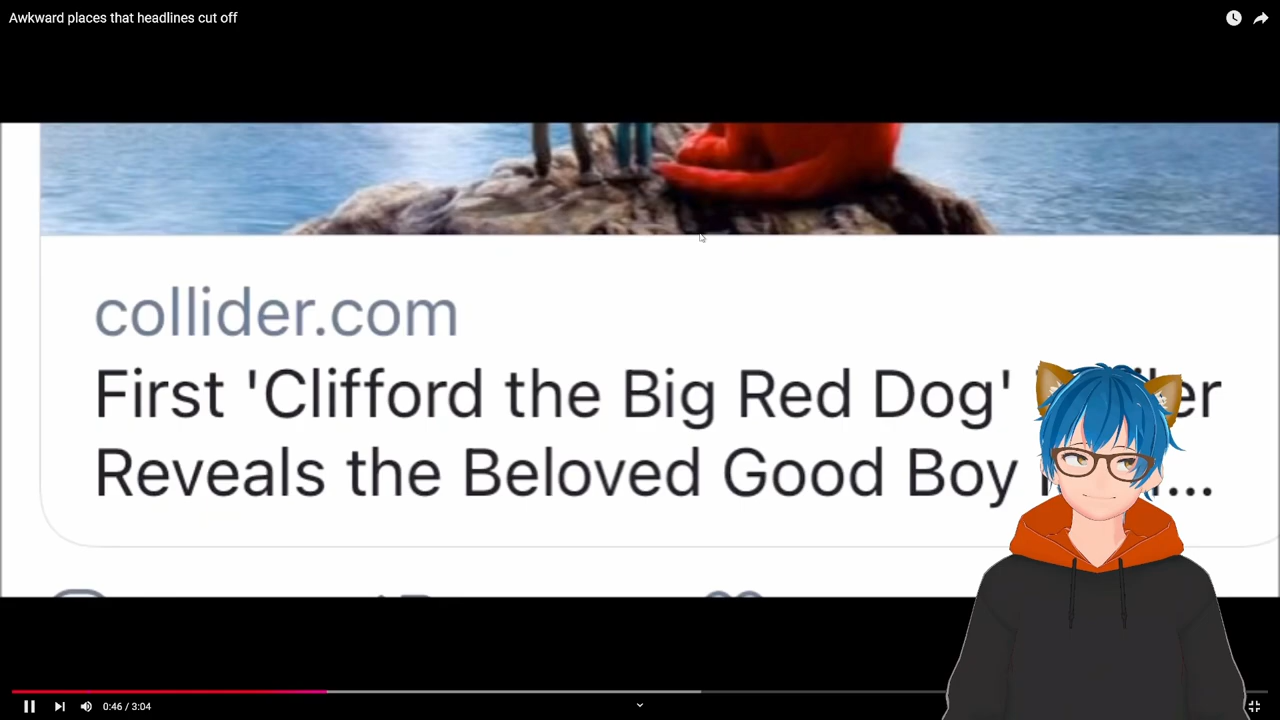 Awkward places that headlines cut off
collider.com
First 'Clifford the Big Red Dog'
Reveals the Beloved Good Boy
0:46 / 3:04